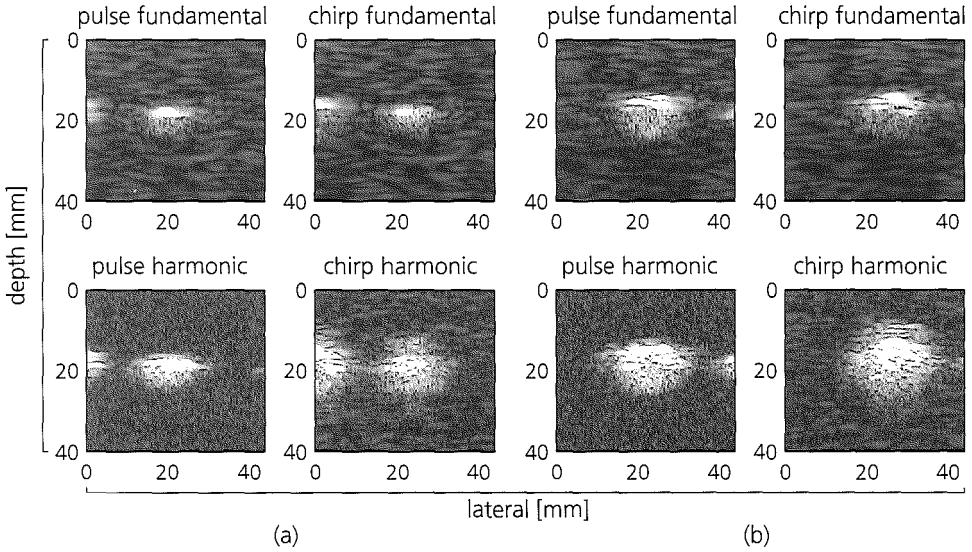 pulse fundamental chirp fundamental pulse fundamental chirp fundamental
0 0 0 0
20 20 20 20
40 40 40 40
0 20 40 0 20 40 0 20 40 0 20 40
depth [mm]
pulse harmonic chirp harmonic pulse harmonic chirp harmonic
0 0 0 0
20 20 20 20
40 40 40 40
0 20 40 0 20 40 0 20 40 0 20 40
lateral [mm]
(a) (b)